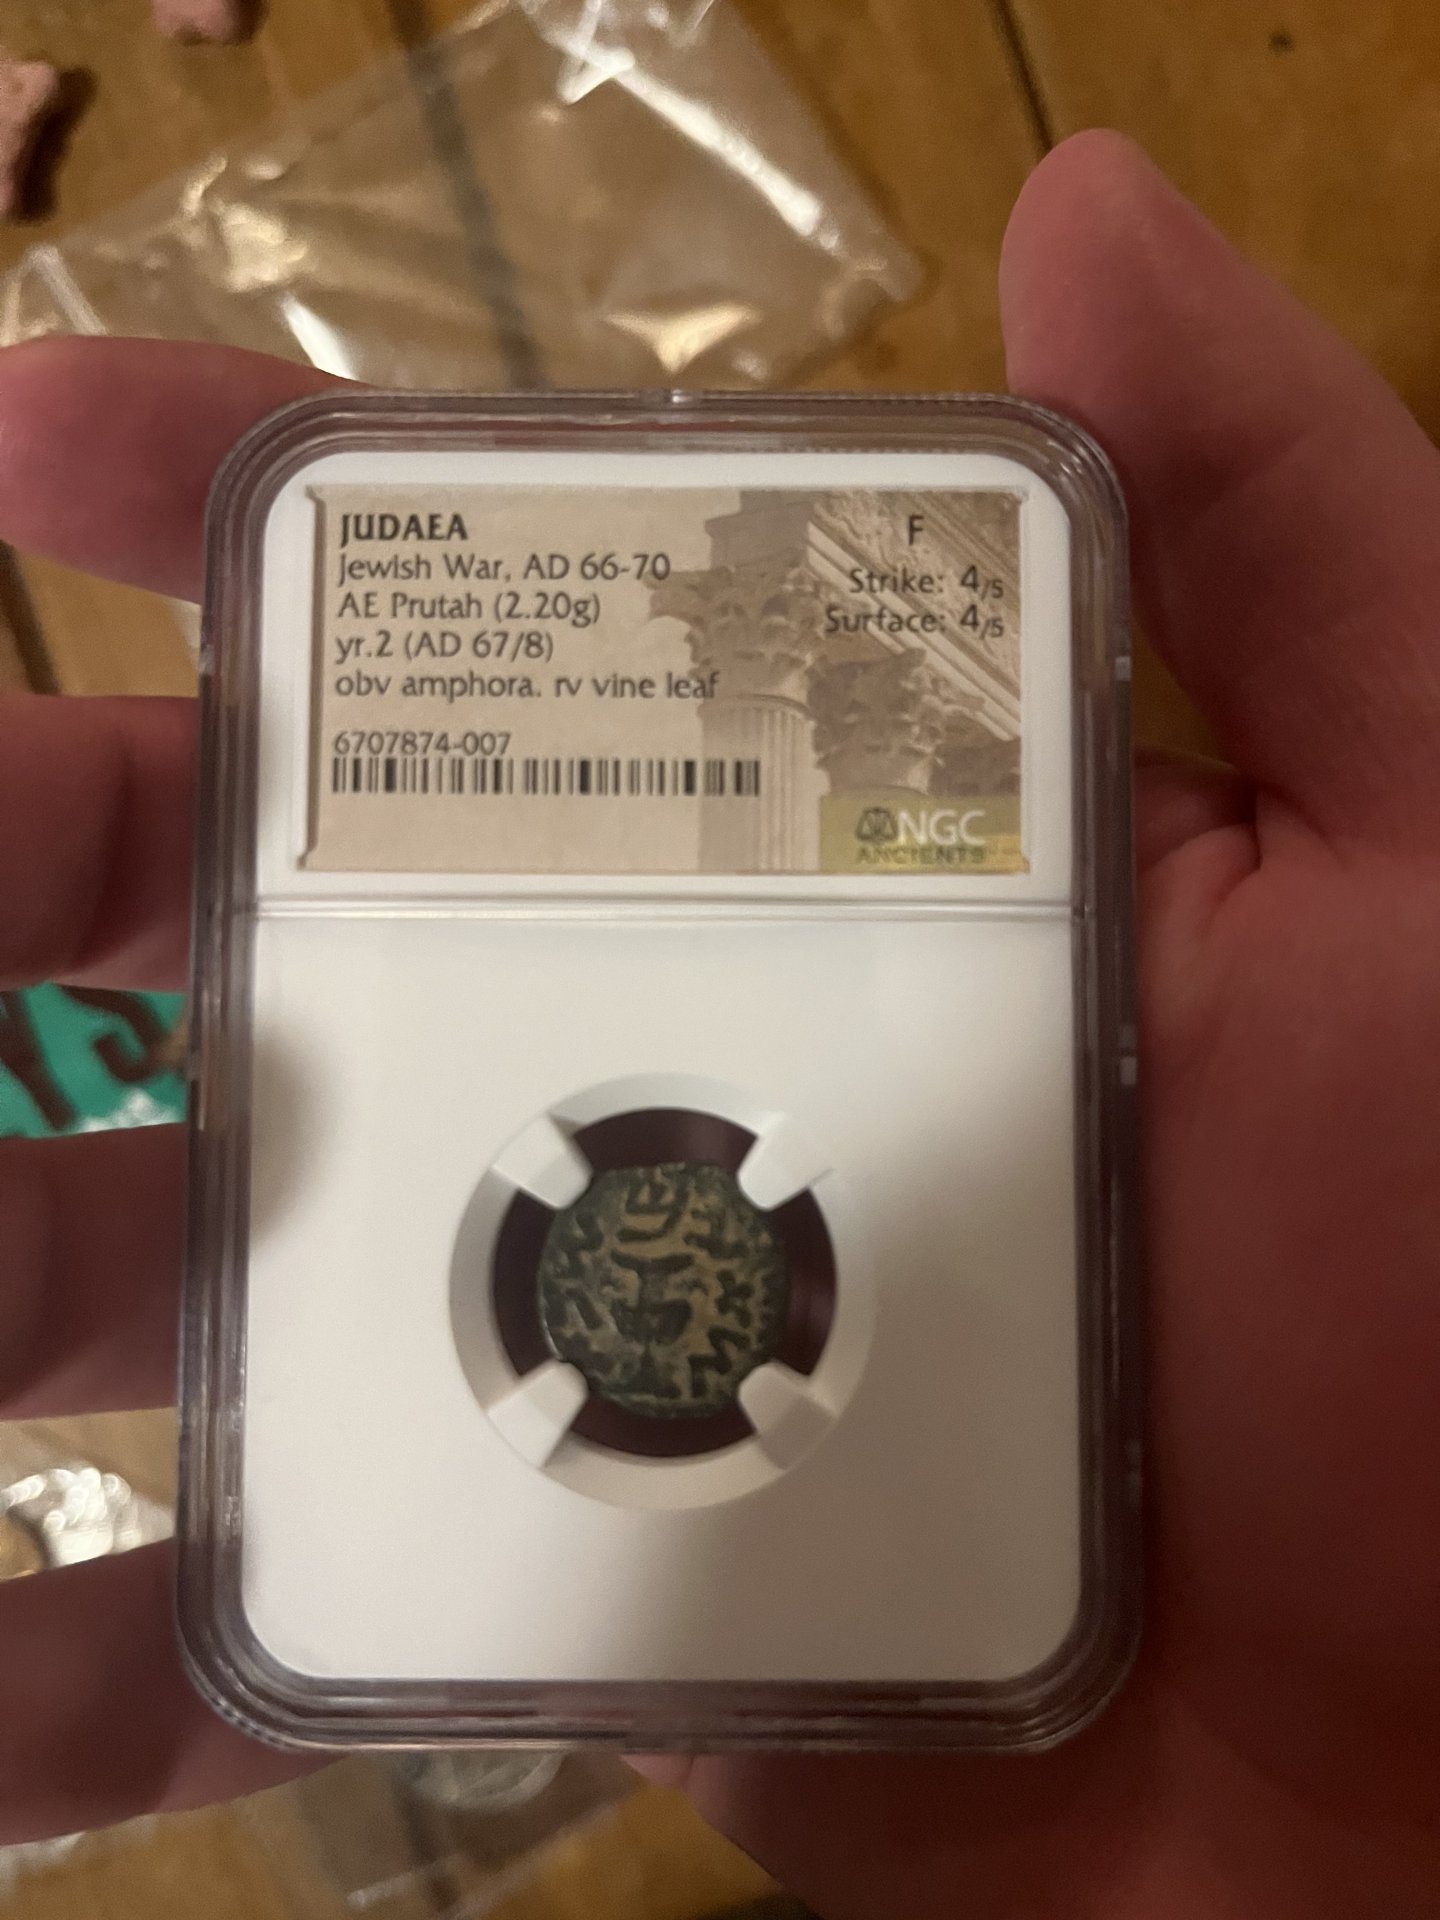 JUDAEA
Jewish War, AD 66-70
AE Prutah (2.20g)
yr.2 (AD 67/8)
obv amphora. rv vine leaf
6707874-007
F
Strike: 4/5
Surface: 4/5
NGC
ANCIENTS